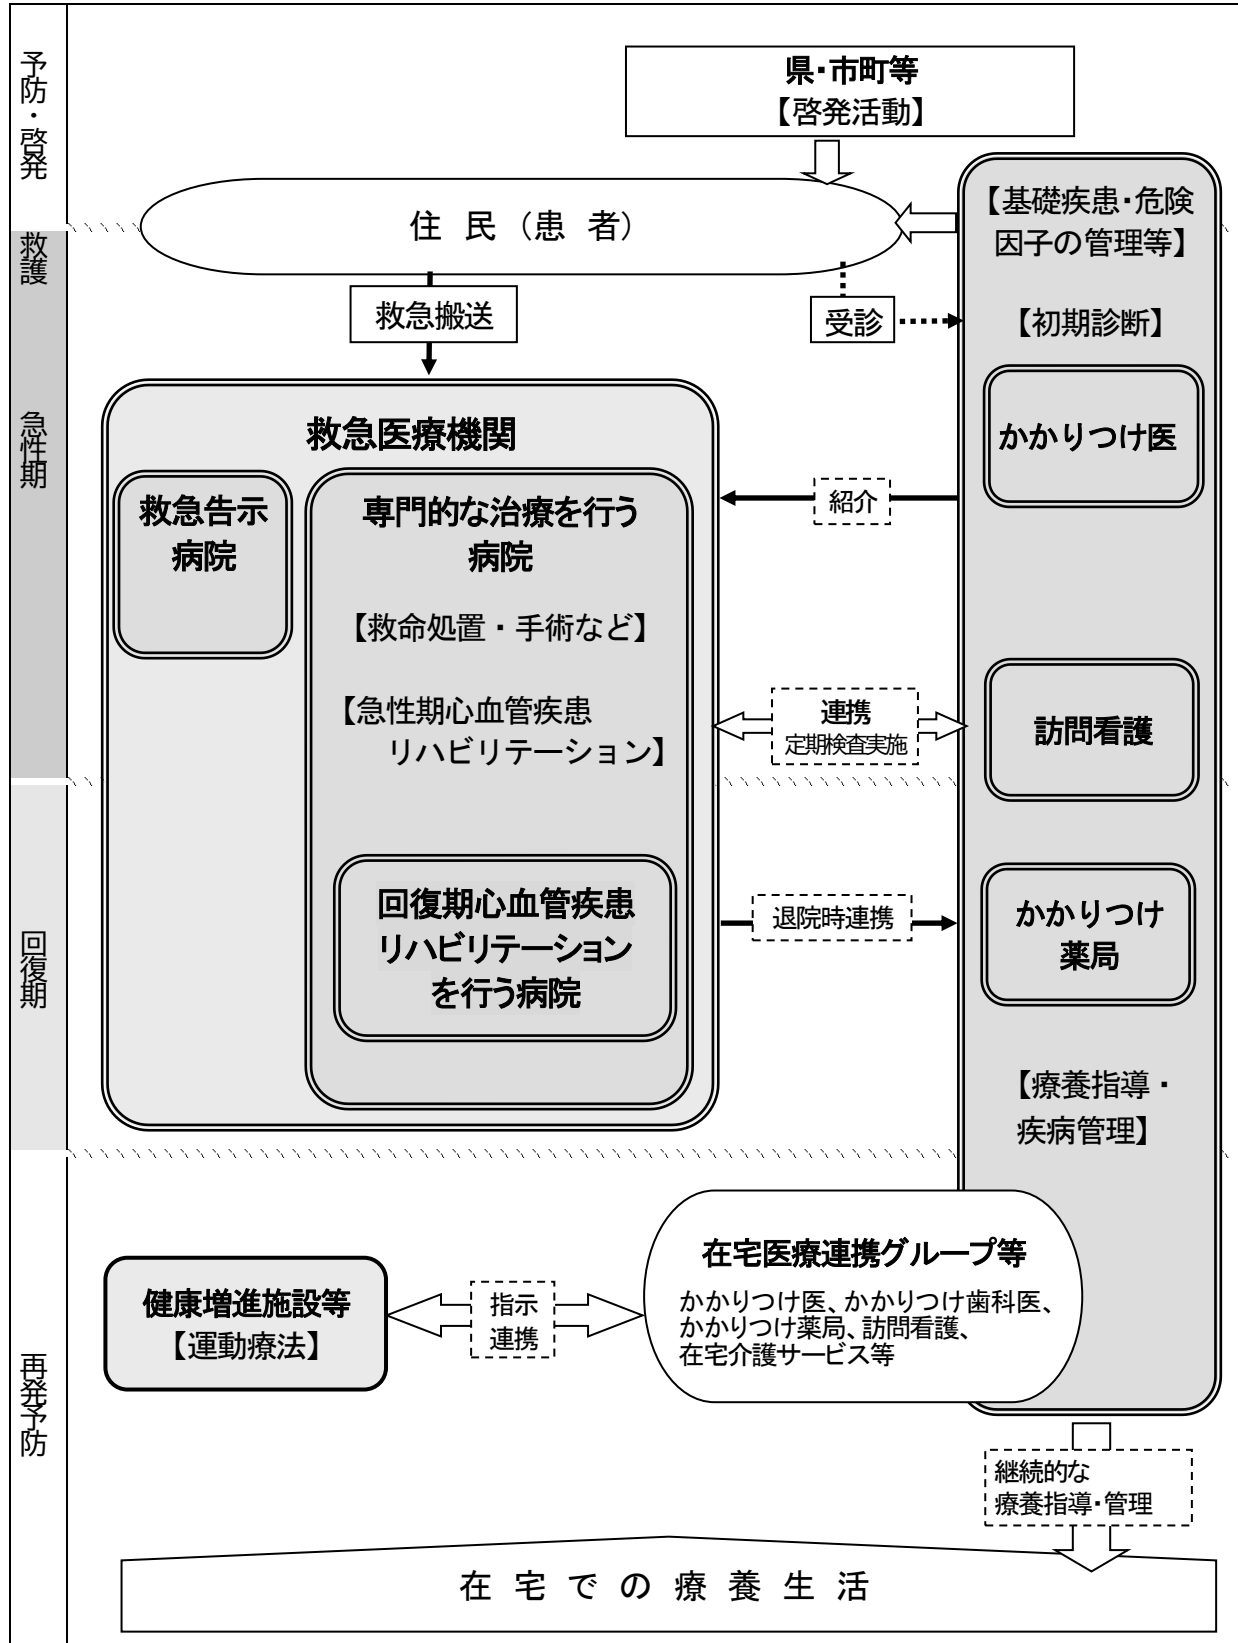 予防・啓発
救護
急性期
回復期
再発予防
県・市町等
【啓発活動】
住 民（患 者）
【基礎疾患・危険
因子の管理等】
救急搬送
受診
【初期診断】
かかりつけ医
救急医療機関
救急告示
病院
専門的な治療を行う
病院
紹介
【救命処置・手術など】
【急性期心血管疾患
リハビリテーション】
連携
定期検査実施
訪問看護
回復期心血管疾患
リハビリテーション
を行う病院
退院時連携
かかりつけ
薬局
【療養指導・
疾病管理】
在宅医療連携グループ等
かかりつけ医、かかりつけ歯科医、
かかりつけ薬局、訪問看護、
在宅介護サービス等
健康増進施設等
【運動療法】
指示
連携
継続的な
療養指導・管理
在 宅 で の 療 養 生 活